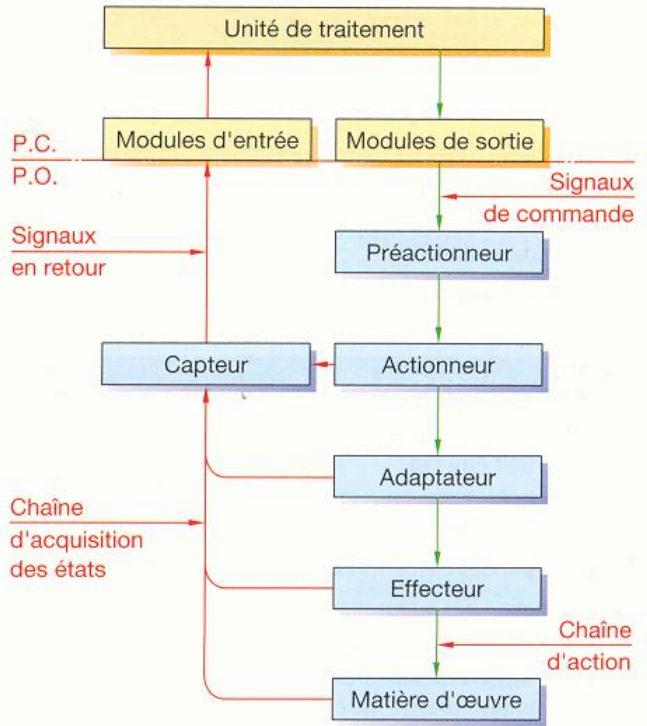 Unité de traitement
Modules d'entrée
Modules de sortie
P.C.
P.O.
Signaux
de commande
Signaux
en retour
Préactionneur
Capteur
Actionneur
Adaptateur
Chaîne
d'acquisition
des états
Effecteur
Chaîne
d'action
Matière d'œuvre